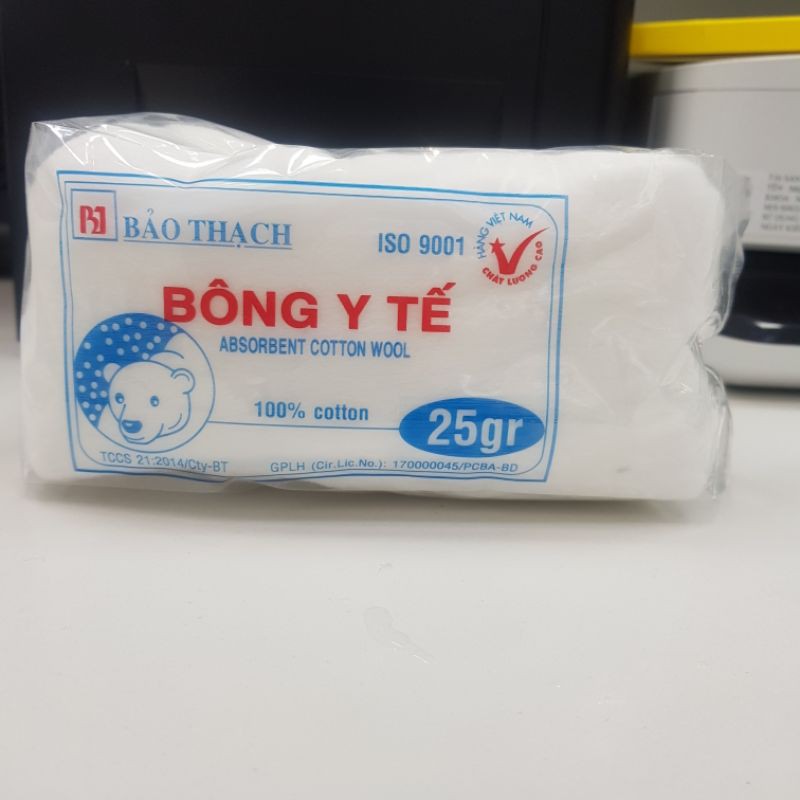 BJ BẢO THẠCH
ISO 9001
HÀNG VIỆT NAM
CHẤT LƯỢNG CAO
BÔNG Y TẾ
ABSORBENT COTTON WOOL
100% cotton
25gr
TCCS 21:2014/Cty-BT
GPLH (Cir.Lic.No.): 170000045/PCBA-BD